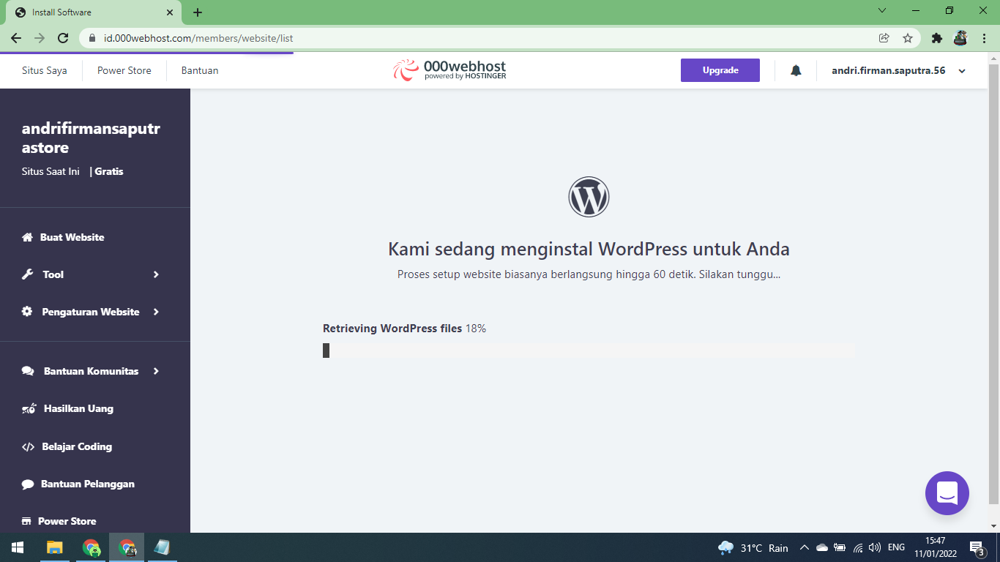 Install Software
id.000webhost.com/members/website/list
Situs Saya
Power Store
Bantuan
000webhost
powered by HOSTINGER
Upgrade
andri.firman.saputra.56
andrifirmansaputr
astore
Situs Saat Ini | Gratis
Buat Website
Tool
Pengaturan Website
Bantuan Komunitas
Hasilkan Uang
Belajar Coding
Bantuan Pelanggan
Power Store
W
Kami sedang menginstal WordPress untuk Anda
Proses setup website biasanya berlangsung hingga 60 detik. Silakan tunggu...
Retrieving WordPress files 18%
31°C Rain
ENG
15:47
11/01/2022
3